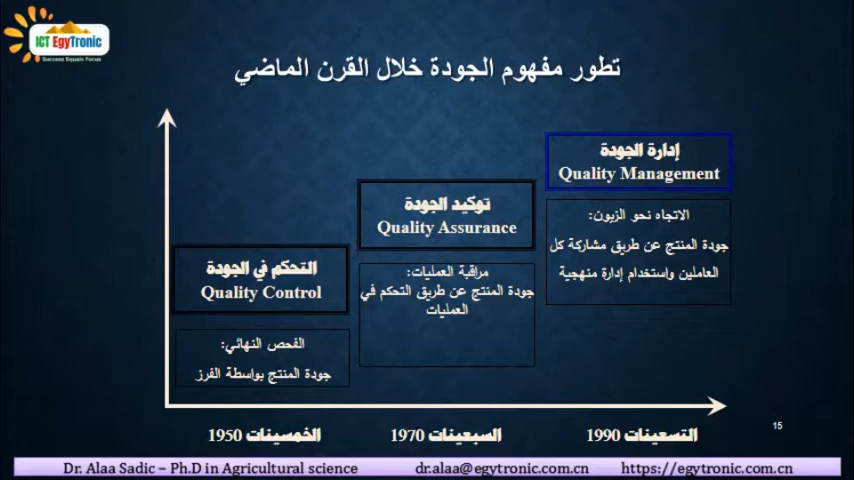 ICT EgyTronic
Success Equals Focus
تطور مفهوم الجودة خلال القرن الماضي
إدارة الجودة
Quality Management
الاتجاه نحو الزبون:
جودة المنتج عن طريق مشاركة كل
العاملين واستخدام إدارة منهجية
توكيد الجودة
Quality Assurance
مراقبة العمليات:
جودة المنتج عن طريق التحكم في
العمليات
التحكم في الجودة
Quality Control
الفحص النهائي:
جودة المنتج بواسطة الفرز
الخمسينات 1950
السبعينات 1970
التسعينات 1990
15
Dr. Alaa Sadic – Ph.D in Agricultural science dr.alaa@egytronic.com.cn https://egytronic.com.cn